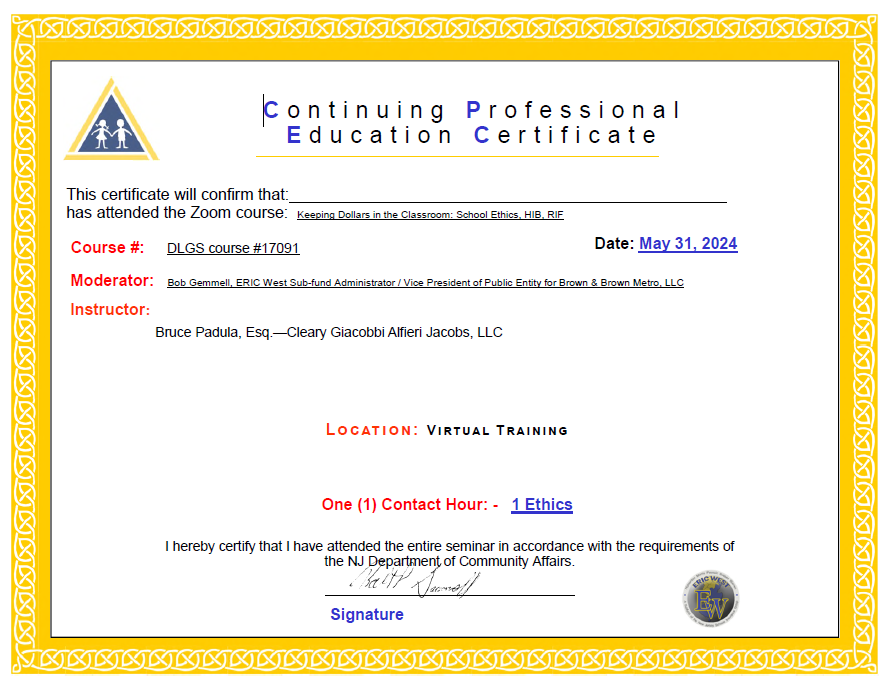 Continuing Professional
Education Certificate
This certificate will confirm that:
has attended the Zoom course: Keeping Dollars in the Classroom: School Ethics, HIB, RIF
Course #: DLGS course #17091
Date: May 31, 2024
Moderator: Bob Gemmell, ERIC West Sub-fund Administrator / Vice President of Public Entity for Brown & Brown Metro, LLC
Instructor:
Bruce Padula, Esq.—Cleary Giacobbi Alfieri Jacobs, LLC
LOCATION: VIRTUAL TRAINING
One (1) Contact Hour: - 1 Ethics
I hereby certify that I have attended the entire seminar in accordance with the requirements of
the NJ Department of Community Affairs.
Signature
ERIC WEST
EW